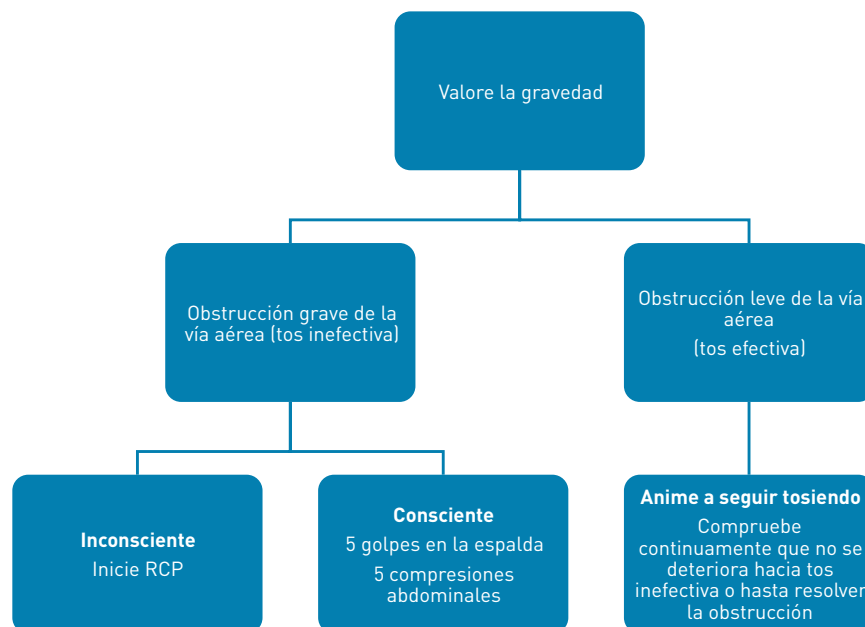 Valore la gravedad
Obstrucción grave de la
vía aérea (tos inefectiva)
Obstrucción leve de la vía
aérea
(tos efectiva)
Inconsciente
Inicie RCP
Consciente
5 golpes en la espalda
5 compresiones
abdominales
Anime a seguir tosiendo
Compruebe
continuamente que no se
deteriora hacia tos
inefectiva o hasta resolver
la obstrucción